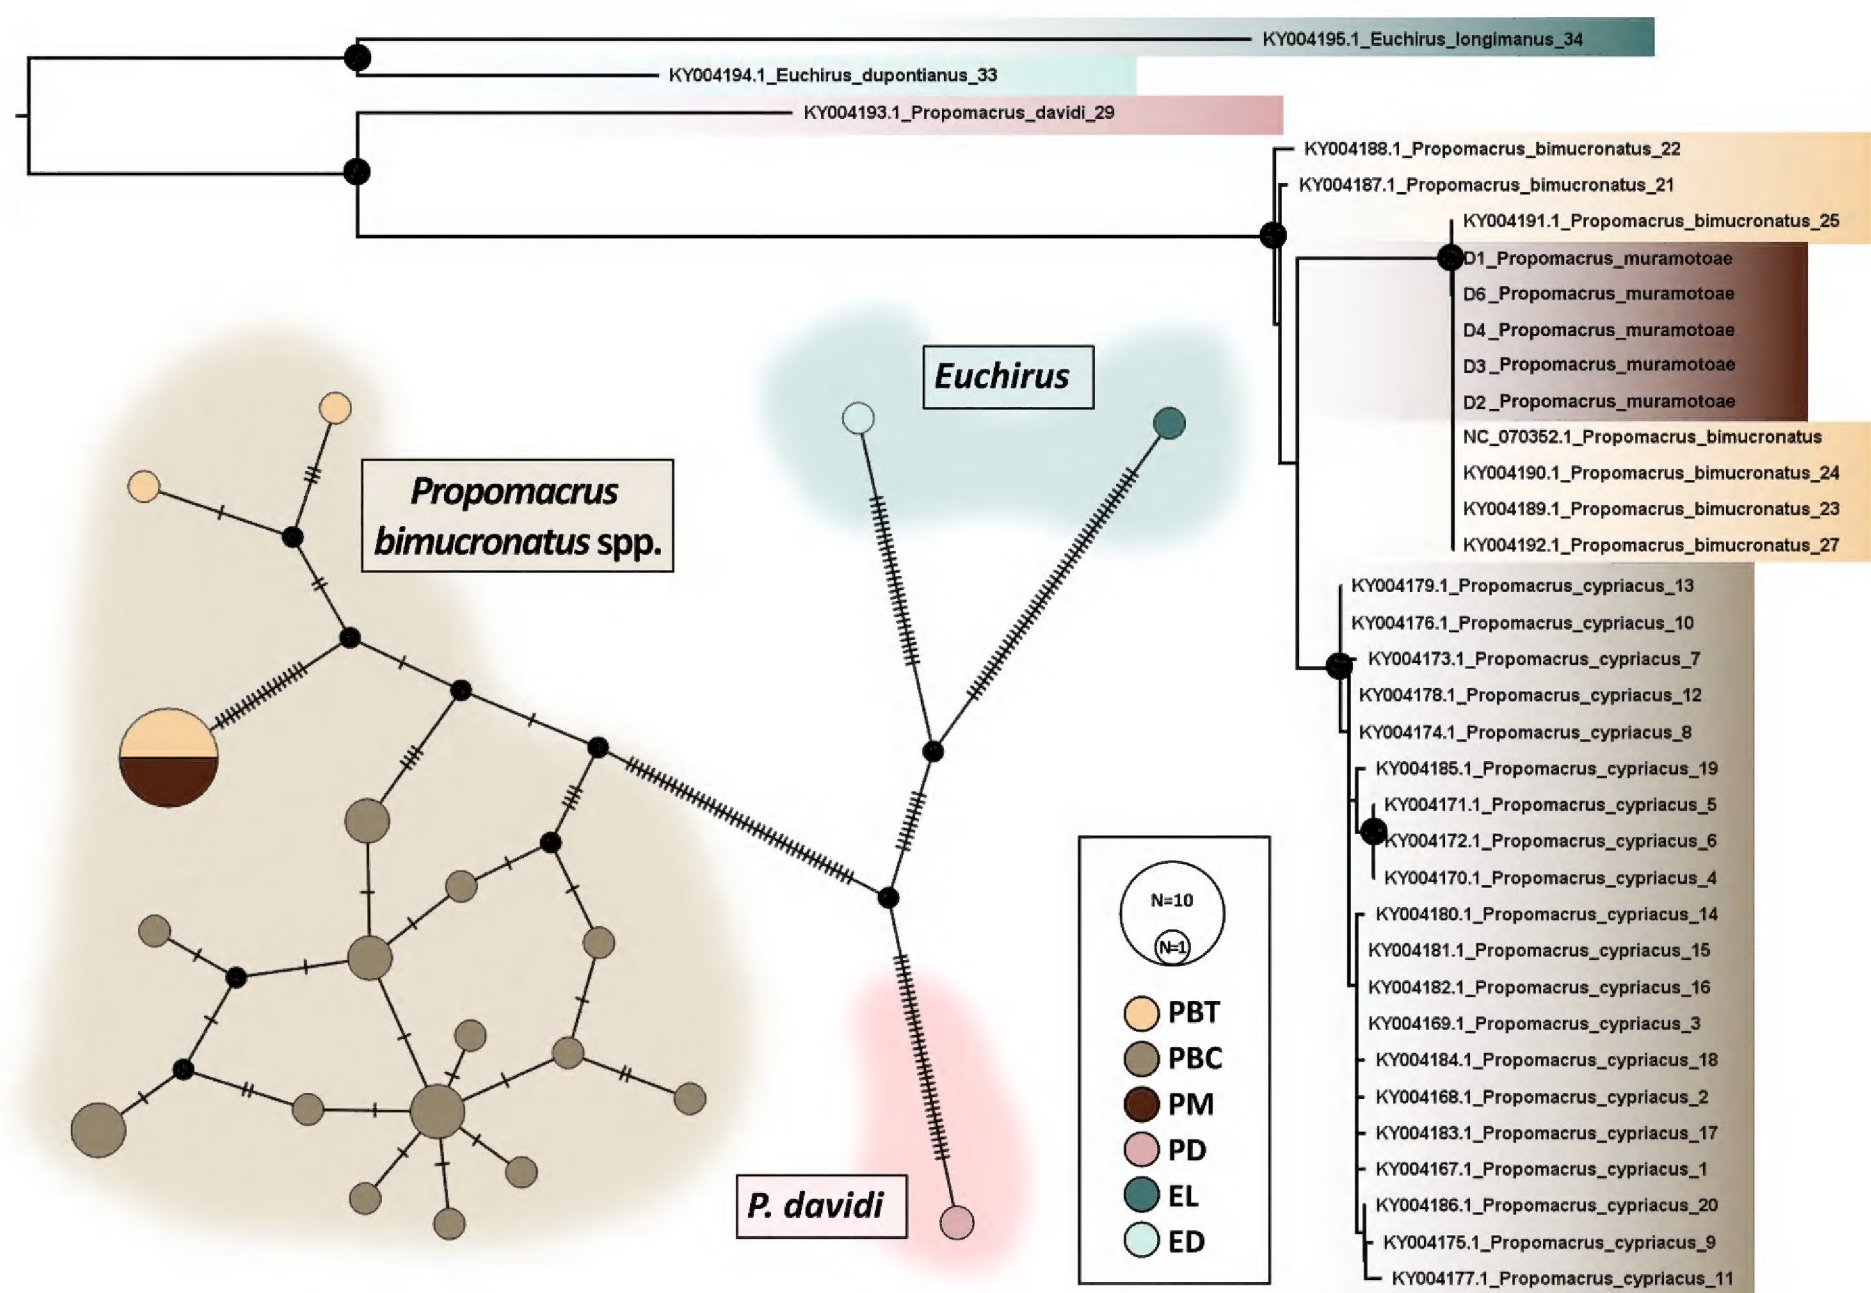 KY004195.1_Euchirus_longimanus_34
KY004194.1_Euchirus_dupontianus_33
KY004193.1_Propomacrus_davidi_29
KY004188.1_Propomacrus_bimucronatus_22
KY004187.1_Propomacrus_bimucronatus_21
KY004191.1_Propomacrus_bimucronatus_25
D1_Propomacrus_muramotoae
D6_Propomacrus_muramotoae
D4_Propomacrus_muramotoae
D3_Propomacrus_muramotoae
D2_Propomacrus_muramotoae
NC_070352.1_Propomacrus_bimucronatus
KY004190.1_Propomacrus_bimucronatus_24
KY004189.1_Propomacrus_bimucronatus_23
KY004192.1_Propomacrus_bimucronatus_27
KY004179.1_Propomacrus_cypriacus_13
KY004176.1_Propomacrus_cypriacus_10
KY004173.1_Propomacrus_cypriacus_7
KY004178.1_Propomacrus_cypriacus_12
KY004174.1_Propomacrus_cypriacus_8
KY004185.1_Propomacrus_cypriacus_19
KY004171.1_Propomacrus_cypriacus_5
KY004172.1_Propomacrus_cypriacus_6
KY004170.1_Propomacrus_cypriacus_4
KY004180.1_Propomacrus_cypriacus_14
KY004181.1_Propomacrus_cypriacus_15
KY004182.1_Propomacrus_cypriacus_16
KY004169.1_Propomacrus_cypriacus_3
KY004184.1_Propomacrus_cypriacus_18
KY004168.1_Propomacrus_cypriacus_2
KY004183.1_Propomacrus_cypriacus_17
KY004167.1_Propomacrus_cypriacus_1
KY004186.1_Propomacrus_cypriacus_20
KY004175.1_Propomacrus_cypriacus_9
KY004177.1_Propomacrus_cypriacus_11
Euchirus
Propomacrus
bimucronatus spp.
P. davidi
N=10
N=1
PBT
PBC
PM
PD
EL
ED